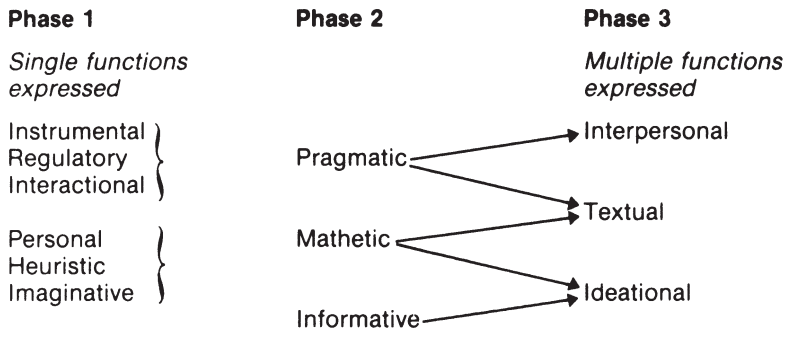 Phase 1 Phase 2 Phase 3
Single functions expressed
Multiple functions expressed
Instrumental
Regulatory
Interactional
Pragmatic
Interpersonal
Textual
Personal
Heuristic
Imaginative
Mathetic
Ideational
Informative